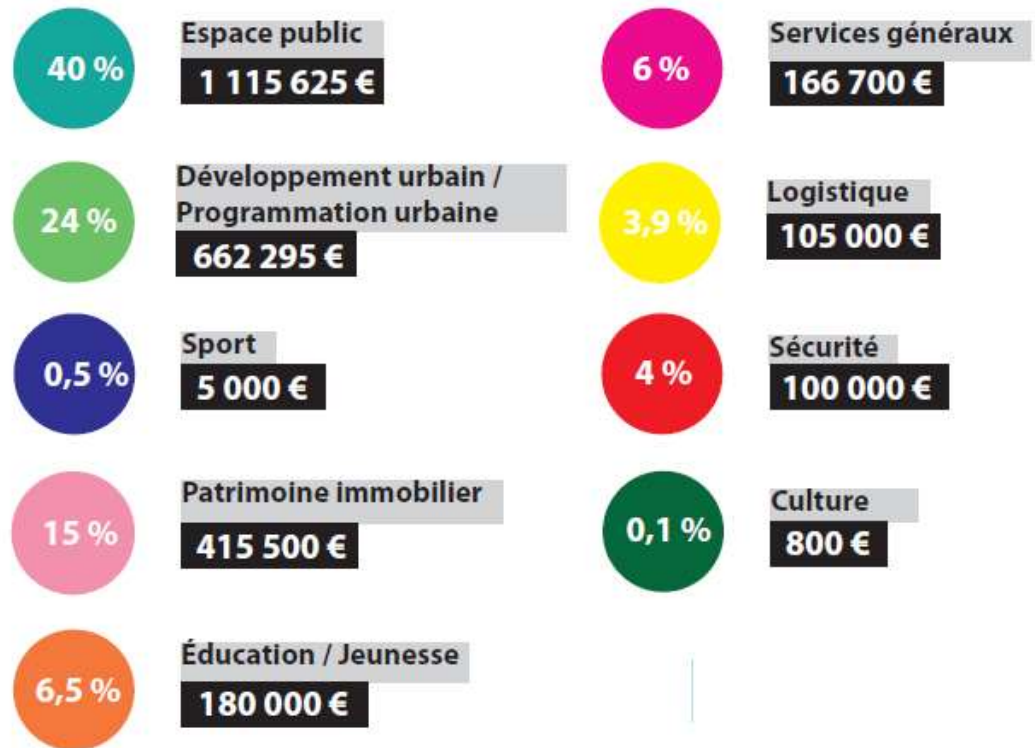 40 %
Espace public
1 115 625 €
24 %
Développement urbain /
Programmation urbaine
662 295 €
0,5 %
Sport
5 000 €
15 %
Patrimoine immobilier
415 500 €
6,5 %
Éducation / Jeunesse
180 000 €
6 %
Services généraux
166 700 €
3,9 %
Logistique
105 000 €
4 %
Sécurité
100 000 €
0,1 %
Culture
800 €